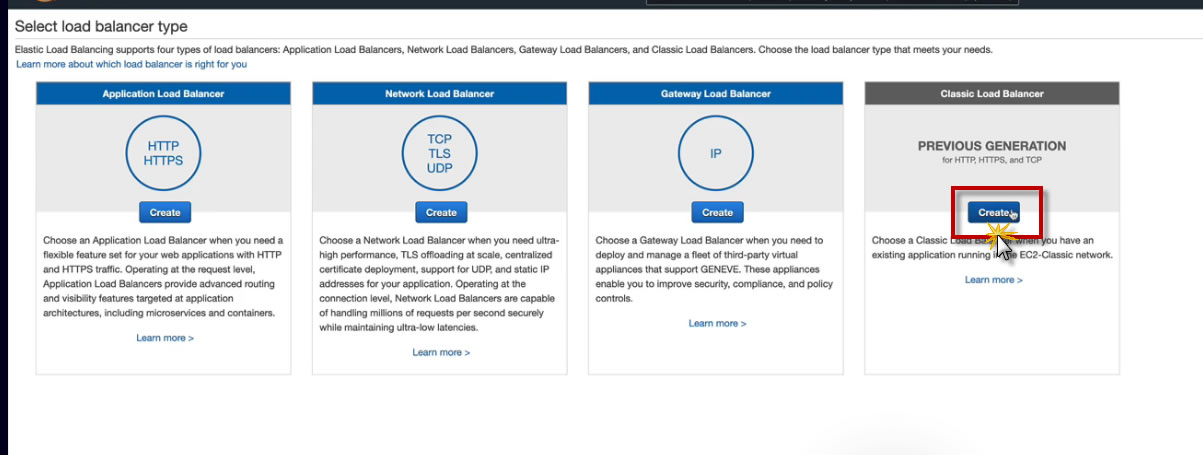 Select load balancer type
Elastic Load Balancing supports four types of load balancers: Application Load Balancers, Network Load Balancers, Gateway Load Balancers, and Classic Load Balancers. Choose the load balancer type that meets your needs.
Learn more about which load balancer is right for you
Application Load Balancer
HTTP
HTTPS
Create
Choose an Application Load Balancer when you need a
flexible feature set for your web applications with HTTP
and HTTPS traffic. Operating at the request level,
Application Load Balancers provide advanced routing
and visibility features targeted at application
architectures, including microservices and containers.
Learn more >
Network Load Balancer
TCP
TLS
UDP
Create
Choose a Network Load Balancer when you need ultra-
high performance, TLS offloading at scale, centralized
certificate deployment, support for UDP, and static IP
addresses for your application. Operating at the
connection level, Network Load Balancers are capable
of handling millions of requests per second securely
while maintaining ultra-low latencies.
Learn more >
Gateway Load Balancer
IP
Create
Choose a Gateway Load Balancer when you need to
deploy and manage a fleet of third-party virtual
appliances that support GENEVE. These appliances
enable you to improve security, compliance, and policy
controls.
Learn more >
Classic Load Balancer
PREVIOUS GENERATION
for HTTP, HTTPS, and TCP
Create
Choose a Classic Load Balancer when you have an
existing application running in the EC2-Classic network.
Learn more >